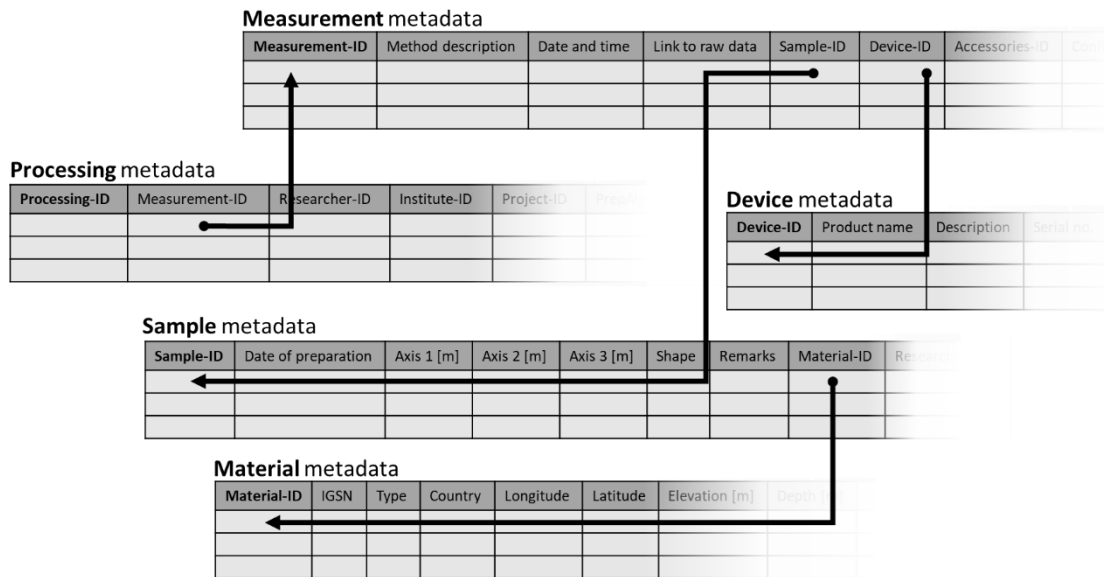 Measurement metadata
Measurement-ID Method description Date and time Link to raw data Sample-ID Device-ID Accessories-ID
Processing metadata
Processing-ID Measurement-ID Researcher-ID Institute-ID Project-ID
Device metadata
Device-ID Product name Description Serial no.
Sample metadata
Sample-ID Date of preparation Axis 1 [m] Axis 2 [m] Axis 3 [m] Shape Remarks Material-ID
Material metadata
Material-ID IGSN Type Country Longitude Latitude Elevation [m] Depth [m]